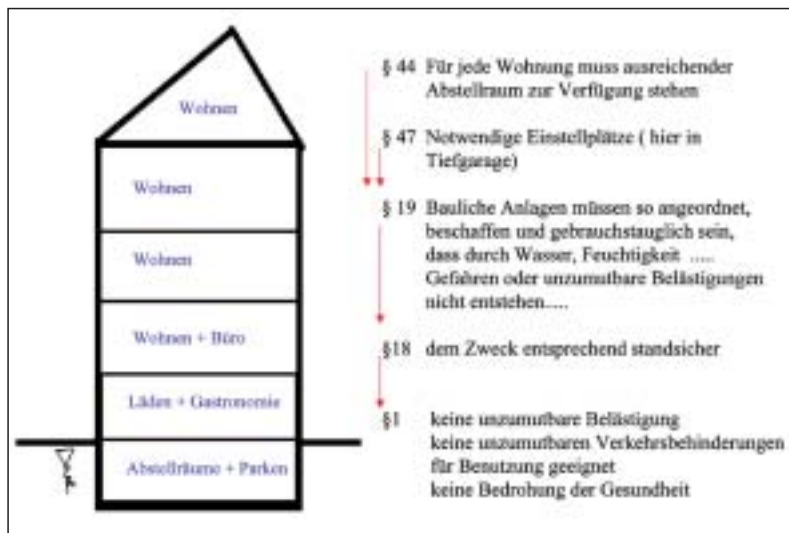 Wohnen
Wohnen
Wohnen
Wohnen + Büro
Läden + Gastronomie
Abstellräume + Parken
§ 44 Für jede Wohnung muss ausreichender
Abstellraum zur Verfügung stehen
§ 47 Notwendige Einstellplätze ( hier in
Tiefgarage)
§ 19 Bauliche Anlagen müssen so angeordnet,
beschaffen und gebrauchstauglich sein,
dass durch Wasser, Feuchtigkeit .....
Gefahren oder unzumutbare Belästigungen
nicht entstehen.....
§18 dem Zweck entsprechend standsicher
§1 keine unzumutbare Belästigung
keine unzumutbaren Verkehrsbehinderungen
für Benutzung geeignet
keine Bedrohung der Gesundheit